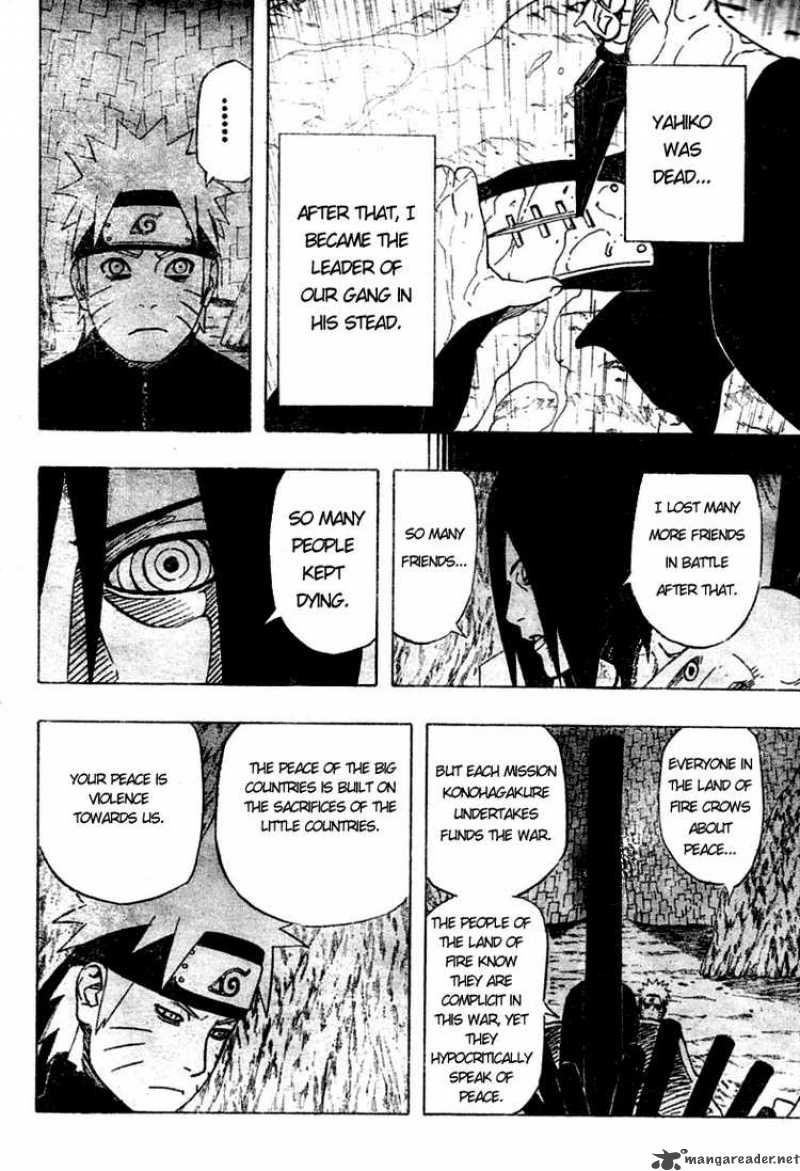 YAHIKO
WAS
DEAD...
AFTER THAT, I
BECAME THE
LEADER OF
OUR GANG IN
HIS STEAD.
......
I LOST MANY
MORE FRIENDS
IN BATTLE
AFTER THAT.
SO MANY
FRIENDS...
SO MANY
PEOPLE
KEPT
DYING.
EVERYONE IN
THE LAND OF
FIRE CROWS
ABOUT
PEACE...
BUT EACH MISSION
KONOHAGAKURE
UNDERTAKES
FUNDS THE WAR.
THE PEOPLE OF
THE LAND OF
FIRE KNOW
THEY ARE
COMPLICIT IN
THIS WAR, YET
THEY
HYPOCRITICALLY
SPEAK OF
PEACE.
THE PEACE OF THE BIG
COUNTRIES IS BUILT ON
THE SACRIFICES OF THE
LITTLE COUNTRIES.
YOUR PEACE IS
VIOLENCE
TOWARDS US.
mangareader.net